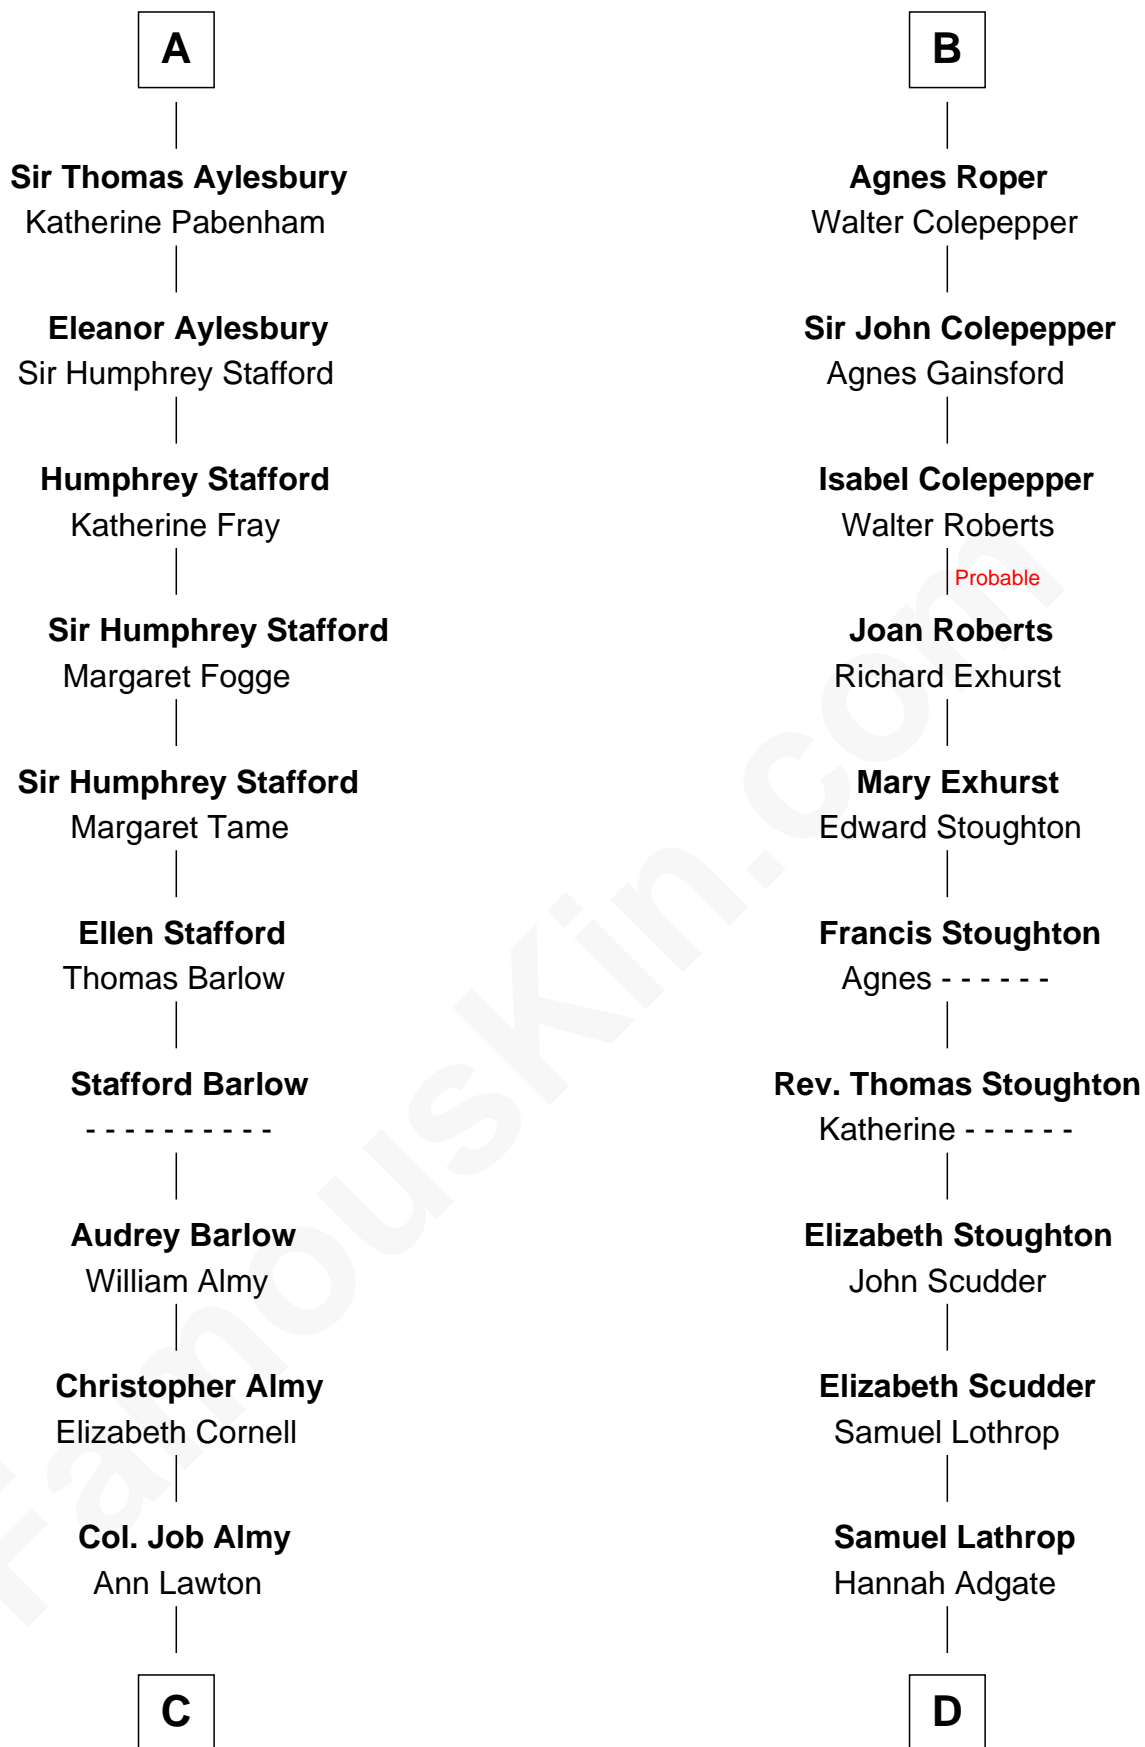 A
Sir Thomas Aylesbury
Katherine Pabenham
Eleanor Aylesbury
Sir Humphrey Stafford
Humphrey Stafford
Katherine Fray
Sir Humphrey Stafford
Margaret Fogge
Sir Humphrey Stafford
Margaret Tame
Ellen Stafford
Thomas Barlow
Stafford Barlow
- - - - - - - - - -
Audrey Barlow
William Almy
Christopher Almy
Elizabeth Cornell
Col. Job Almy
Ann Lawton
C
B
Agnes Roper
Walter Colepepper
Sir John Colepepper
Agnes Gainsford
Isabel Colepepper
Walter Roberts
Probable
Joan Roberts
Richard Exhurst
Mary Exhurst
Edward Stoughton
Francis Stoughton
Agnes - - - - - -
Rev. Thomas Stoughton
Katherine - - - - - -
Elizabeth Stoughton
John Scudder
Elizabeth Scudder
Samuel Lothrop
Samuel Lathrop
Hannah Adgate
D
FamousKin.com